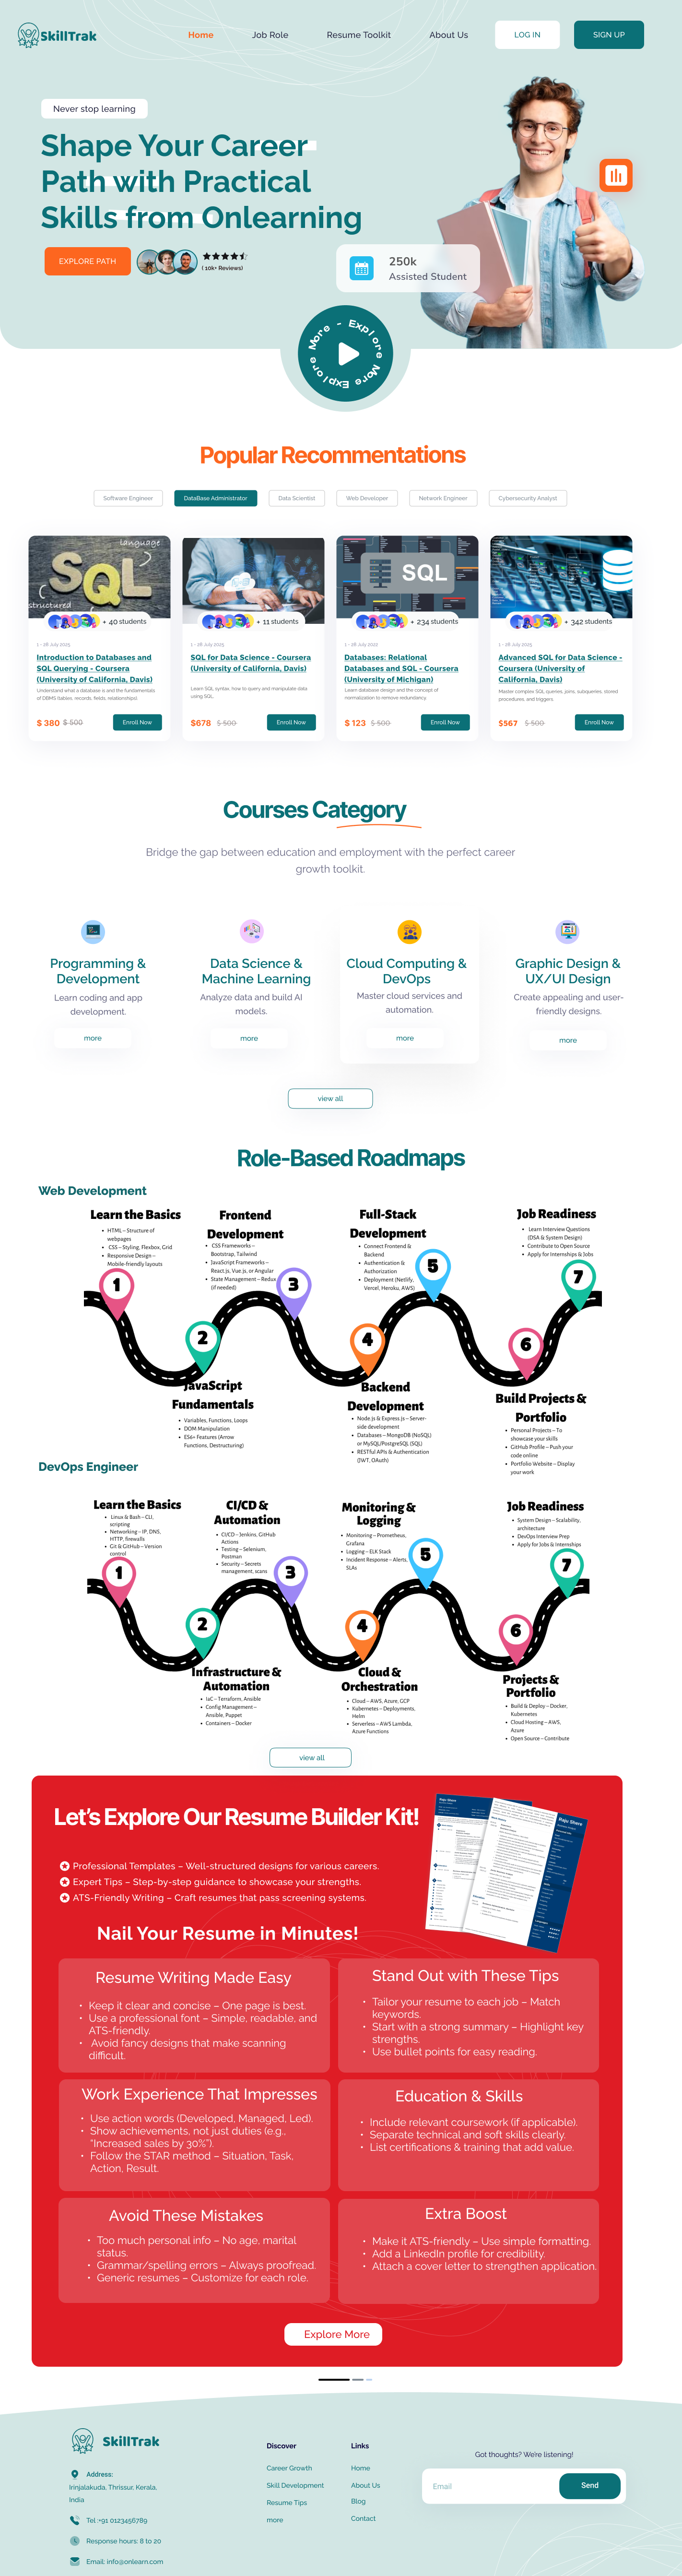 SkillTrak
Home
Job Role
Resume Toolkit
About Us
LOG IN
SIGN UP
Never stop learning
Shape Your Career
Path with Practical
Skills from Onlearning
EXPLORE PATH
( 10k+ Reviews)
250k
Assisted Student
Explore More - Explore More -
Popular Recommentations
Software Engineer
DataBase Administrator
Data Scientist
Web Developer
Network Engineer
Cybersecurity Analyst
language
SQL
structured
+ 40 students
1 - 28 July 2025
Introduction to Databases and
SQL Querying - Coursera
(University of California, Davis)
Understand what a database is and the fundamentals
of DBMS (tables, records, fields, relationships)
$ 380 $ 500
Enroll Now
+ 11 students
1 - 28 July 2025
SQL for Data Science - Coursera
(University of California, Davis)
Learn SQL syntax, how to query and manipulate data
using SQL.
$678 $ 500
Enroll Now
SQL
+ 234 students
1 - 28 July 2022
Databases: Relational
Databases and SQL - Coursera
(University of Michigan)
Learn database design and the concept of
normalization to remove redundancy.
$ 123 $ 500
Enroll Now
+ 342 students
1 - 28 July 2025
Advanced SQL for Data Science -
Coursera (University of
California, Davis)
Master complex SQL queries, joins, subqueries, stored
procedures, and triggers.
$567 $ 500
Enroll Now
Courses Category
Bridge the gap between education and employment with the perfect career
growth toolkit.
Programming &
Development
Learn coding and app
development.
more
Data Science &
Machine Learning
Analyze data and build AI
models.
more
Cloud Computing &
DevOps
Master cloud services and
automation.
more
Graphic Design &
UX/UI Design
Create appealing and user-
friendly designs.
more
view all
Role-Based Roadmaps
Web Development
Learn the Basics
• HTML – Structure of
webpages
• CSS – Styling, Flexbox, Grid
• Responsive Design –
Mobile-friendly layouts
1
2
JavaScript
Fundamentals
• Variables, Functions, Loops
• DOM Manipulation
• ES6+ Features (Arrow
Functions, Destructuring)
Frontend
Development
• CSS Frameworks –
Bootstrap, Tailwind
• JavaScript Frameworks –
React.js, Vue.js, or Angular
• State Management – Redux
(if needed)
3
4
Backend
Development
• Node.js & Express.js – Server-
side development
• Databases – MongoDB (NoSQL)
or MySQL/PostgreSQL (SQL)
• RESTful APIs & Authentication
(JWT, OAuth)
Full-Stack
Development
• Connect Frontend &
Backend
• Authentication &
Authorization
• Deployment (Netlify,
Vercel, Heroku, AWS)
5
6
Build Projects &
Portfolio
• Personal Projects – To
showcase your skills
• GitHub Profile – Push your
code online
• Portfolio Website – Display
your work
Job Readiness
• Learn Interview Questions
(DSA & System Design)
• Contribute to Open Source
• Apply for Internships & Jobs
7
DevOps Engineer
Learn the Basics
• Linux & Bash – CLI,
scripting
• Networking – IP, DNS,
HTTP, firewalls
• Git & GitHub – Version
control
1
2
Infrastructure &
Automation
• IaC – Terraform, Ansible
• Config Management –
Ansible, Puppet
• Containers – Docker
CI/CD &
Automation
• CI/CD – Jenkins, GitHub
Actions
• Testing – Selenium,
Postman
• Security – Secrets
management, scans
3
4
Cloud &
Orchestration
• Cloud – AWS, Azure, GCP
• Kubernetes – Deployments,
Helm
• Serverless – AWS Lambda,
Azure Functions
Monitoring &
Logging
• Monitoring – Prometheus,
Grafana
• Logging – ELK Stack
• Incident Response – Alerts,
SLAs
5
6
Projects &
Portfolio
• Build & Deploy – Docker,
Kubernetes
• Cloud Hosting – AWS,
Azure
• Open Source – Contribute
Job Readiness
• System Design – Scalability,
architecture
• DevOps Interview Prep
• Apply for Jobs & Internships
7
view all
Let's Explore Our Resume Builder Kit!
Professional Templates – Well-structured designs for various careers.
Expert Tips – Step-by-step guidance to showcase your strengths.
ATS-Friendly Writing – Craft resumes that pass screening systems.
Nail Your Resume in Minutes!
Resume Writing Made Easy
• Keep it clear and concise – One page is best.
• Use a professional font – Simple, readable, and
ATS-friendly.
• Avoid fancy designs that make scanning
difficult.
Stand Out with These Tips
• Tailor your resume to each job – Match
keywords.
• Start with a strong summary – Highlight key
strengths.
• Use bullet points for easy reading.
Work Experience That Impresses
• Use action words (Developed, Managed, Led).
• Show achievements, not just duties (e.g.,
"Increased sales by 30%").
• Follow the STAR method – Situation, Task,
Action, Result.
Education & Skills
• Include relevant coursework (if applicable).
• Separate technical and soft skills clearly.
• List certifications & training that add value.
Avoid These Mistakes
• Too much personal info – No age, marital
status.
• Grammar/spelling errors – Always proofread.
• Generic resumes – Customize for each role.
Extra Boost
• Make it ATS-friendly – Use simple formatting.
• Add a LinkedIn profile for credibility.
• Attach a cover letter to strengthen application.
Explore More
SkillTrak
Address:
Irinjalakuda, Thrissur, Kerala,
India
Tel :+91 0123456789
Response hours: 8 to 20
Email: info@onlearn.com
Discover
Career Growth
Skill Development
Resume Tips
more
Links
Home
About Us
Blog
Contact
Got thoughts? We're listening!
Email
Send